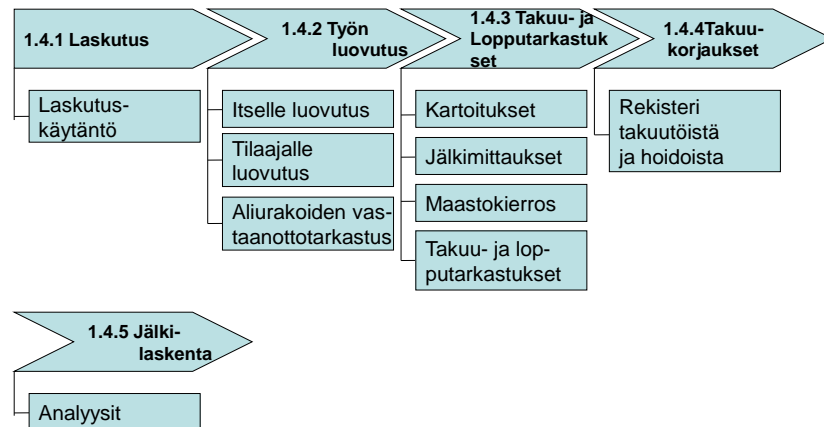 1.4.1 Laskutus
1.4.2 Työn
luovutus
1.4.3 Takuu- ja
Lopputarkastuk
set
1.4.4Takuu-
korjaukset
Laskutus-
käytäntö
Itselle luovutus
Tilaajalle
luovutus
Aliurakoiden vas-
taanottotarkastus
Kartoitukset
Jälkimittaukset
Maastokierros
Takuu- ja lop-
putarkastukset
Rekisteri
takuutöistä
ja hoidoista
1.4.5 Jälki-
laskenta
Analyysit